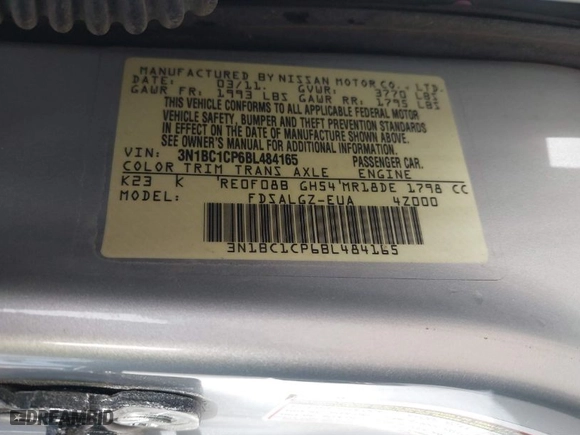 MANUFACTURED BY NISSAN MOTOR CO., LTD.
DATE: 03/11. GVWR: 3770 LBS
GAWR FR: 1993 LBS GAWR RR: 1795 LBS
THIS VEHICLE CONFORMS TO ALL APPLICABLE FEDERAL MOTOR
VEHICLE SAFETY, BUMPER, AND THEFT PREVENTION STANDARDS
IN EFFECT ON THE DATE OF MANUFACTURE SHOWN ABOVE.
SEE OWNER'S MANUAL FOR ADDITIONAL INFORMATION.
VIN: 3N1BC1CP6BL484165 PASSENGER CAR.
COLOR TRIM TRANS AXLE ENGINE
K23 K RE0F08B GH54 MR18DE 1798 CC
MODEL: FDSALGZ-EUA 4Z000
3N1BC1CP6BL484165
DREAMBID